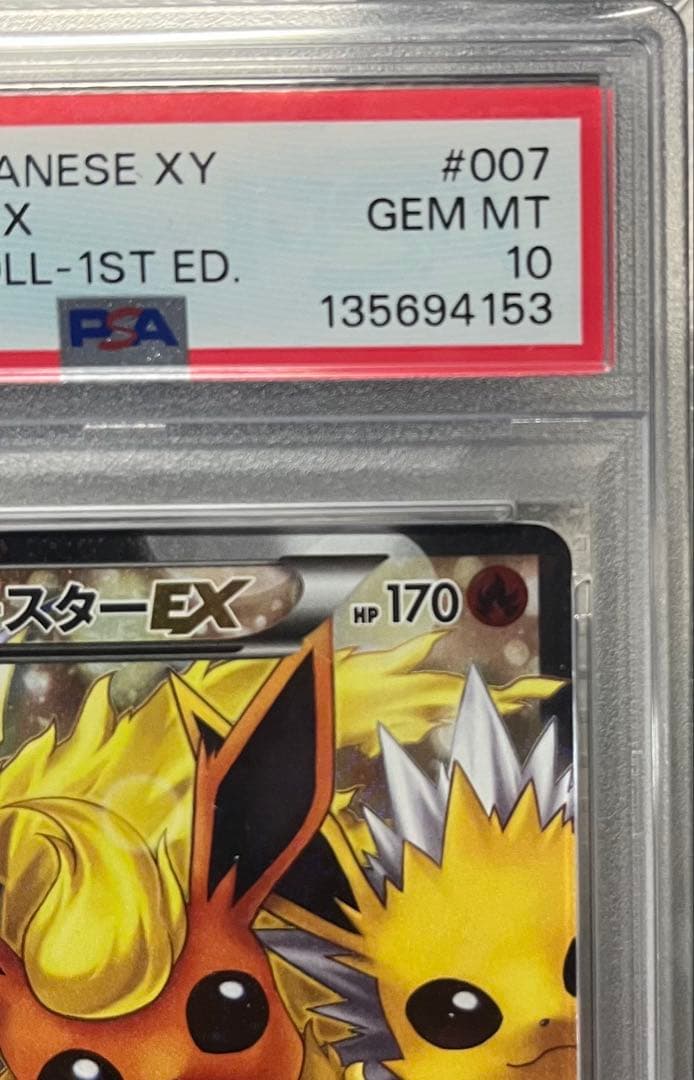 ANESE XY #007
X GEM MT
LL-1ST ED. 10
PSA 135694153
スターEX HP 170